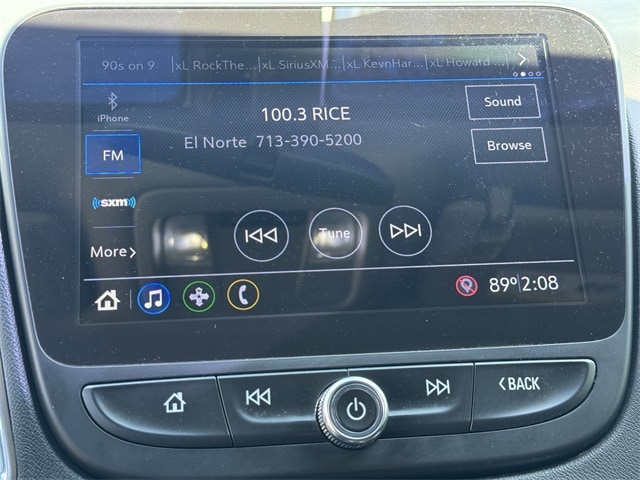 90s on 9 xL RockThe... xL SiriusXM... xL KevnHar... xL Howard ...
iPhone
100.3 RICE
Sound
El Norte 713-390-5200
Browse
FM
sxm
Tune
More
89° 2:08
BACK